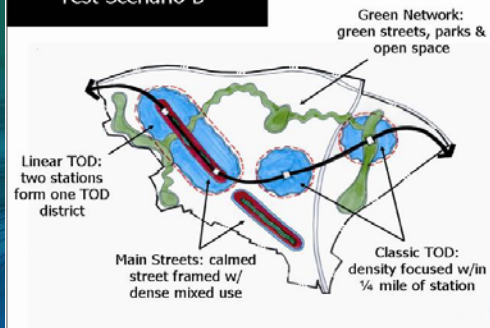 Test Scenario B
Green Network:
green streets, parks &
open space
Linear TOD:
two stations
form one TOD
district
Main Streets: calmed
street framed w/
dense mixed use
Classic TOD:
density focused w/in
¼ mile of station